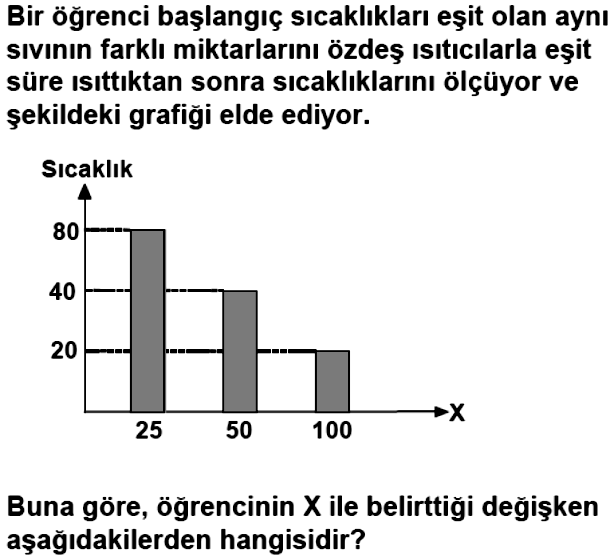 Bir öğrenci başlangıç sıcaklıkları eşit olan aynı
sıvının farklı miktarlarını özdeş ısıtıcılarla eşit
süre ısıttıktan sonra sıcaklıklarını ölçüyor ve
şekildeki grafiği elde ediyor.
Sıcaklık
80
40
20
X
25 50 100
Buna göre, öğrencinin X ile belirttiği değişken
aşağıdakilerden hangisidir?